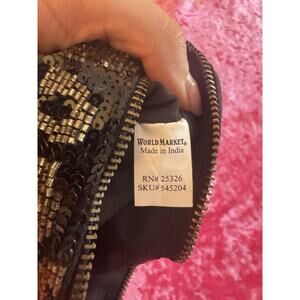 WORLD MARKET®
Made in India
RN# 25326
SKU# 545204